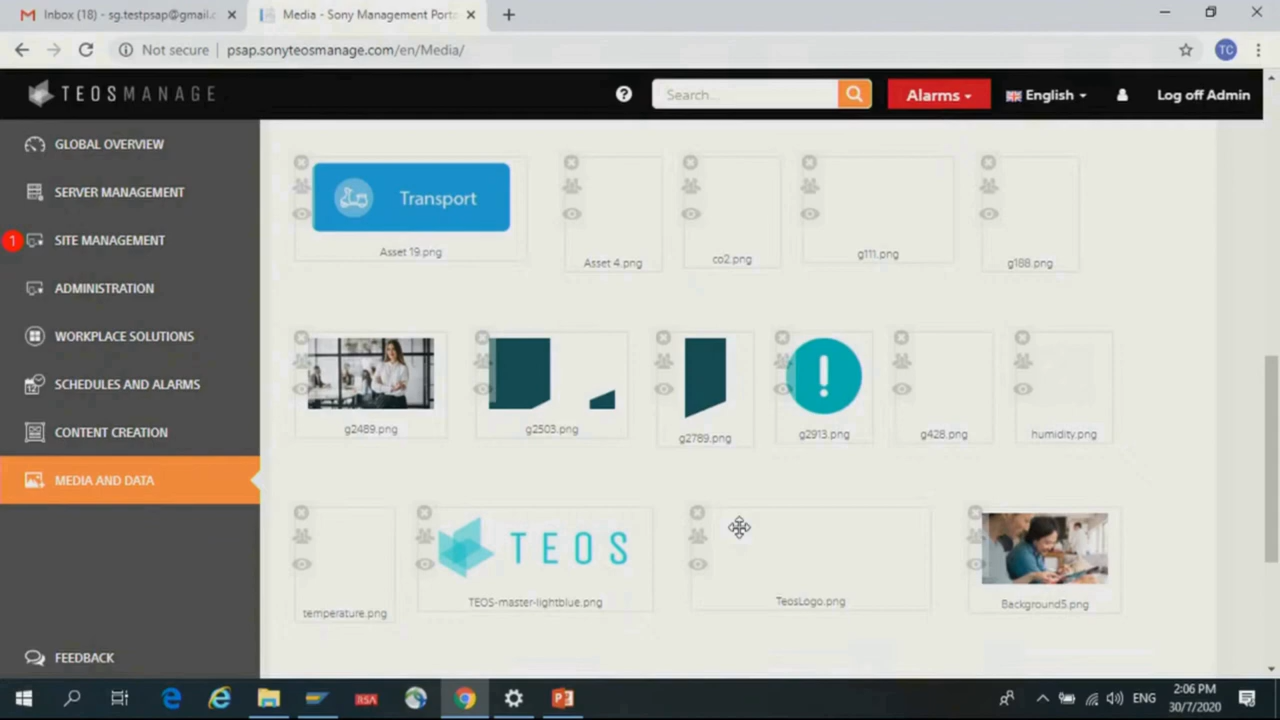 Inbox (18) - sg.testpsap@gmail.c
Media - Sony Management Porta
Not secure
psap.sonyteosmanage.com/en/Media/
TC
TEOSMANAGE
Search...
Alarms
English
Log off Admin
GLOBAL OVERVIEW
SERVER MANAGEMENT
1
SITE MANAGEMENT
ADMINISTRATION
WORKPLACE SOLUTIONS
12
SCHEDULES AND ALARMS
CONTENT CREATION
MEDIA AND DATA
FEEDBACK
Transport
Asset 19.png
Asset 4.png
co2.png
g111.png
g188.png
g2489.png
g2503.png
g2789.png
g2913.png
g428.png
humidity.png
TEOS
temperature.png
TEOS-master-lightblue.png
TeosLogo.png
Background5.png
RSA
ENG
2:06 PM
30/7/2020